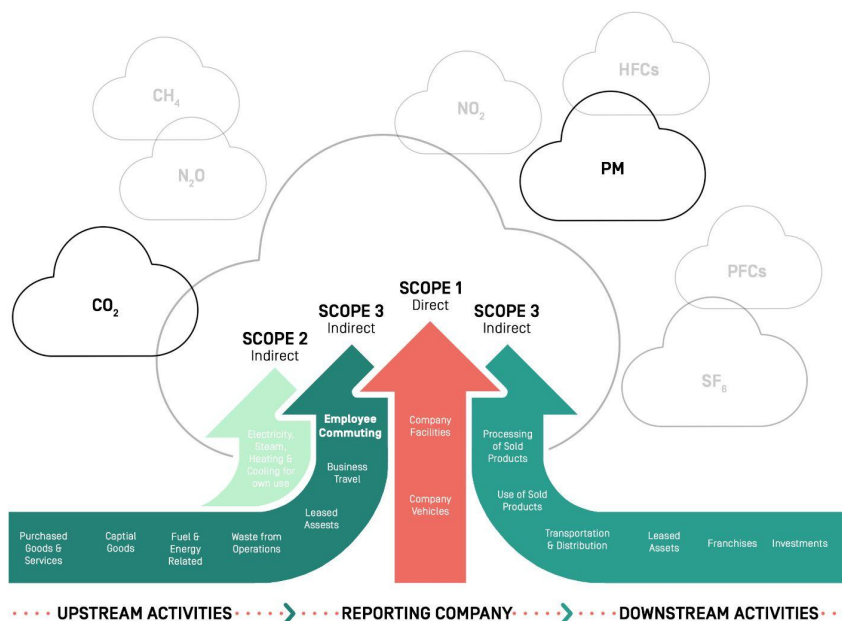 CH₄
N₂O
NO₂
HFCs
PM
CO₂
PFCs
SF₆
SCOPE 1
Direct
SCOPE 3
Indirect
SCOPE 3
Indirect
SCOPE 2
Indirect
Electricity,
Steam,
Heating &
Cooling for
own use
Employee
Commuting
Business
Travel
Leased
Assests
Company
Facilities
Company
Vehicles
Processing
of Sold
Products
Use of Sold
Products
Transportation
& Distribution
Leased
Assets
Franchises
Investments
Purchased
Goods &
Services
Captial
Goods
Fuel &
Energy
Related
Waste from
Operations
UPSTREAM ACTIVITIES
REPORTING COMPANY
DOWNSTREAM ACTIVITIES